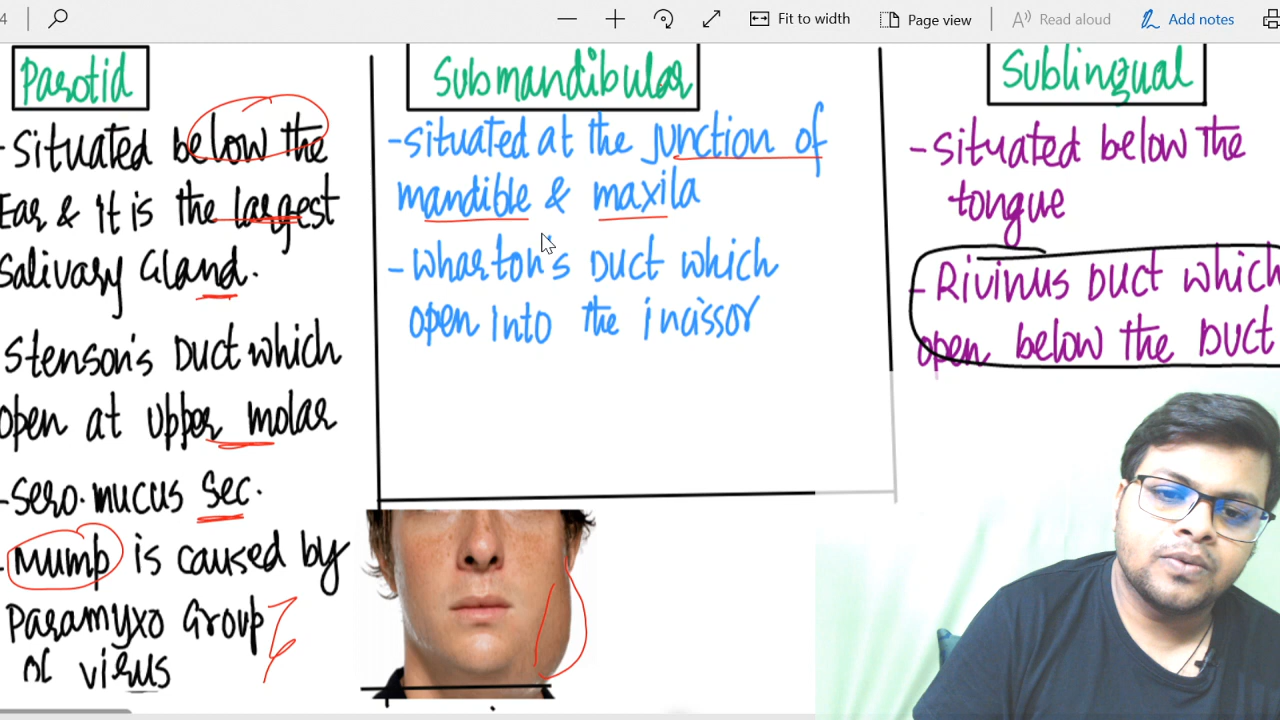 4
Fit to width
Page view
Read aloud
Add notes
Parotid
- Situated below the
Ear & it is the largest
Salivary Gland.
Stenson's Duct which
open at upper molar
- Sero.mucus Sec.
- Mump is caused by
Paramyxo Group
of virus
Submandibular
- situated at the junction of
mandible & maxila
- Wharton's Duct which
open into the incissor
Sublingual
- situated below the
tongue
- Rivinus Duct which
open below the Duct